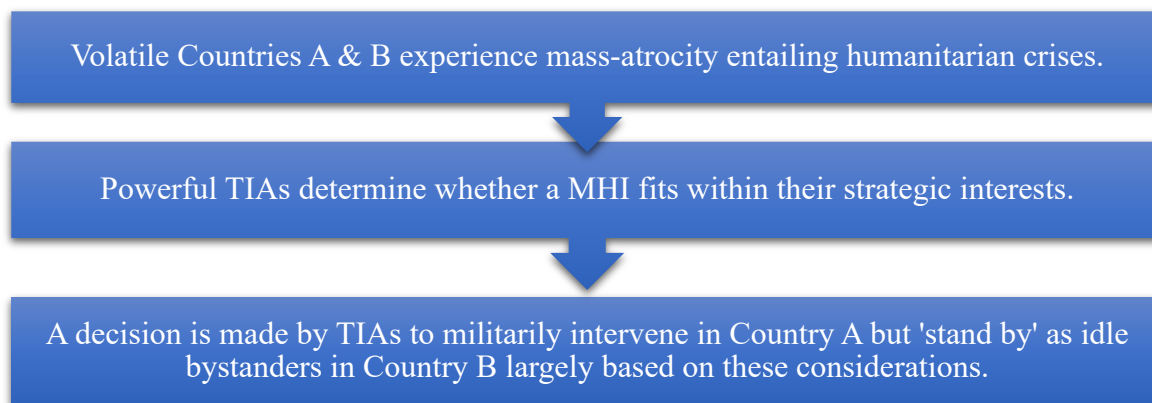 Volatile Countries A & B experience mass-atrocity entailing humanitarian crises.
Powerful TIAs determine whether a MHI fits within their strategic interests.
A decision is made by TIAs to militarily intervene in Country A but 'stand by' as idle
bystanders in Country B largely based on these considerations.